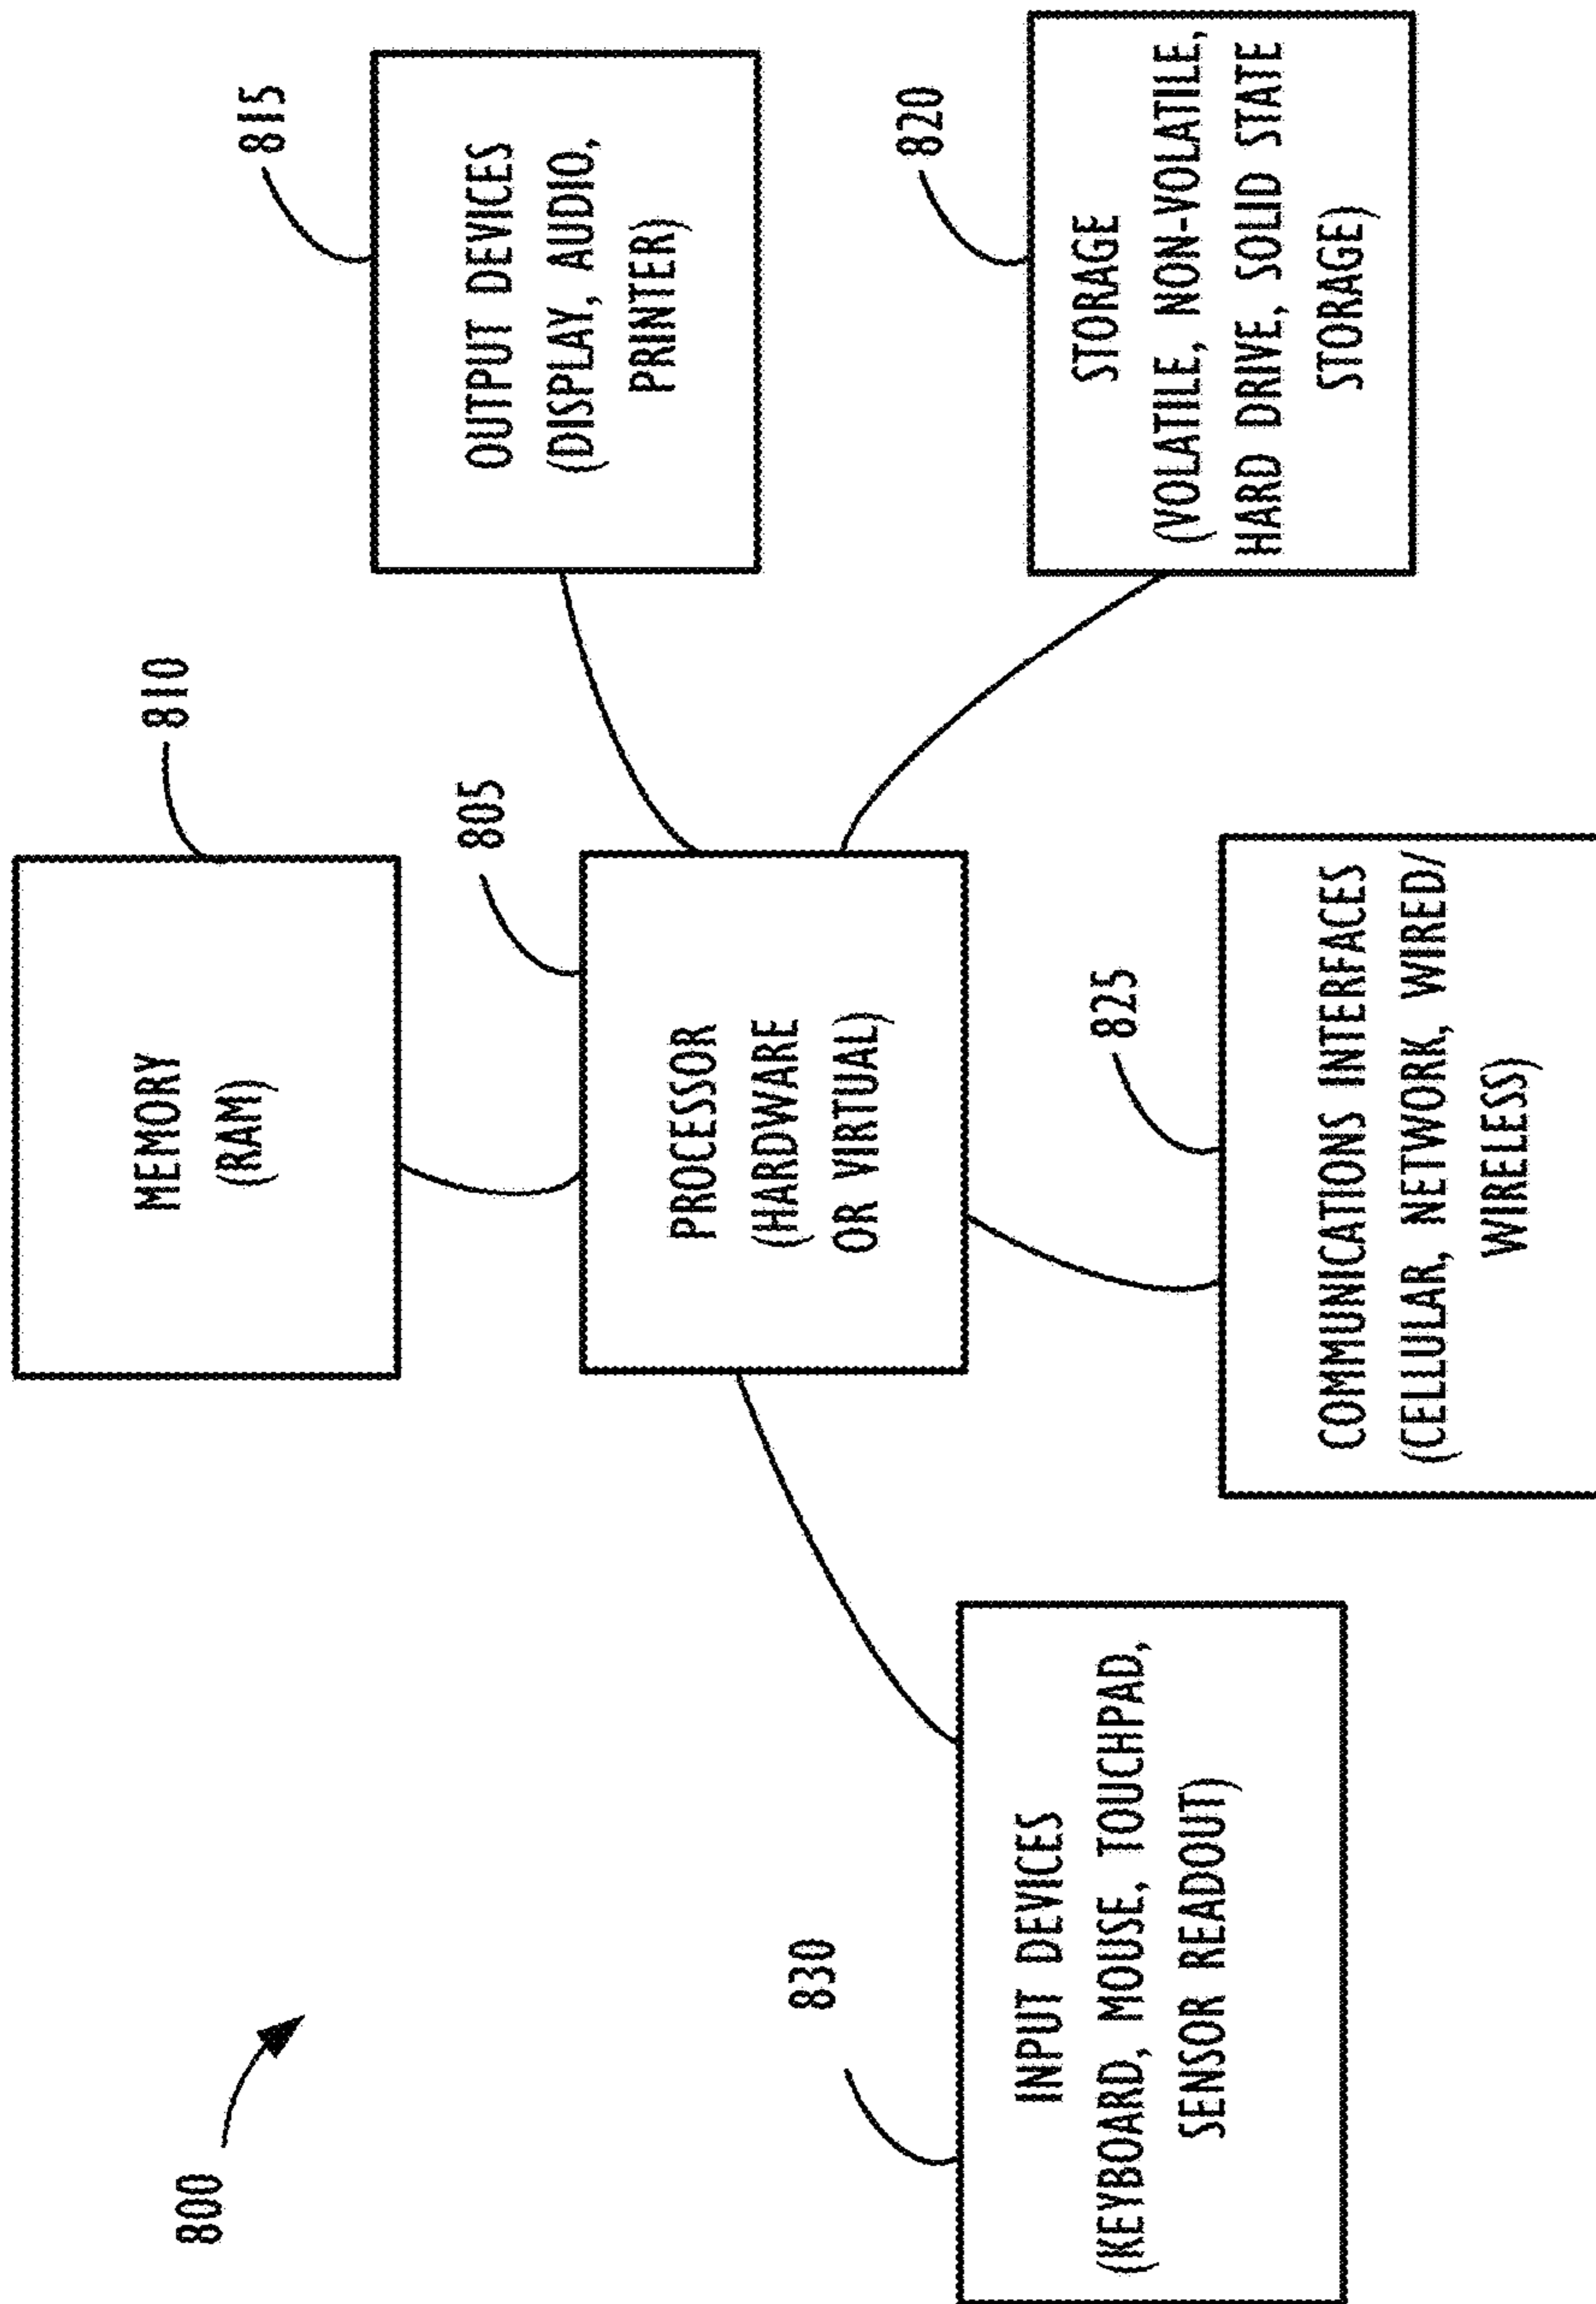 800
810
MEMORY
(RAM)
815
OUTPUT DEVICES
(DISPLAY, AUDIO,
PRINTER)
805
PROCESSOR
(HARDWARE
OR VIRTUAL)
820
STORAGE
(VOLATILE, NON-VOLATILE,
HARD DRIVE, SOLID STATE
STORAGE)
830
INPUT DEVICES
(KEYBOARD, MOUSE, TOUCHPAD,
SENSOR READOUT)
825
COMMUNICATIONS INTERFACES
(CELLULAR, NETWORK, WIRED/
WIRELESS)